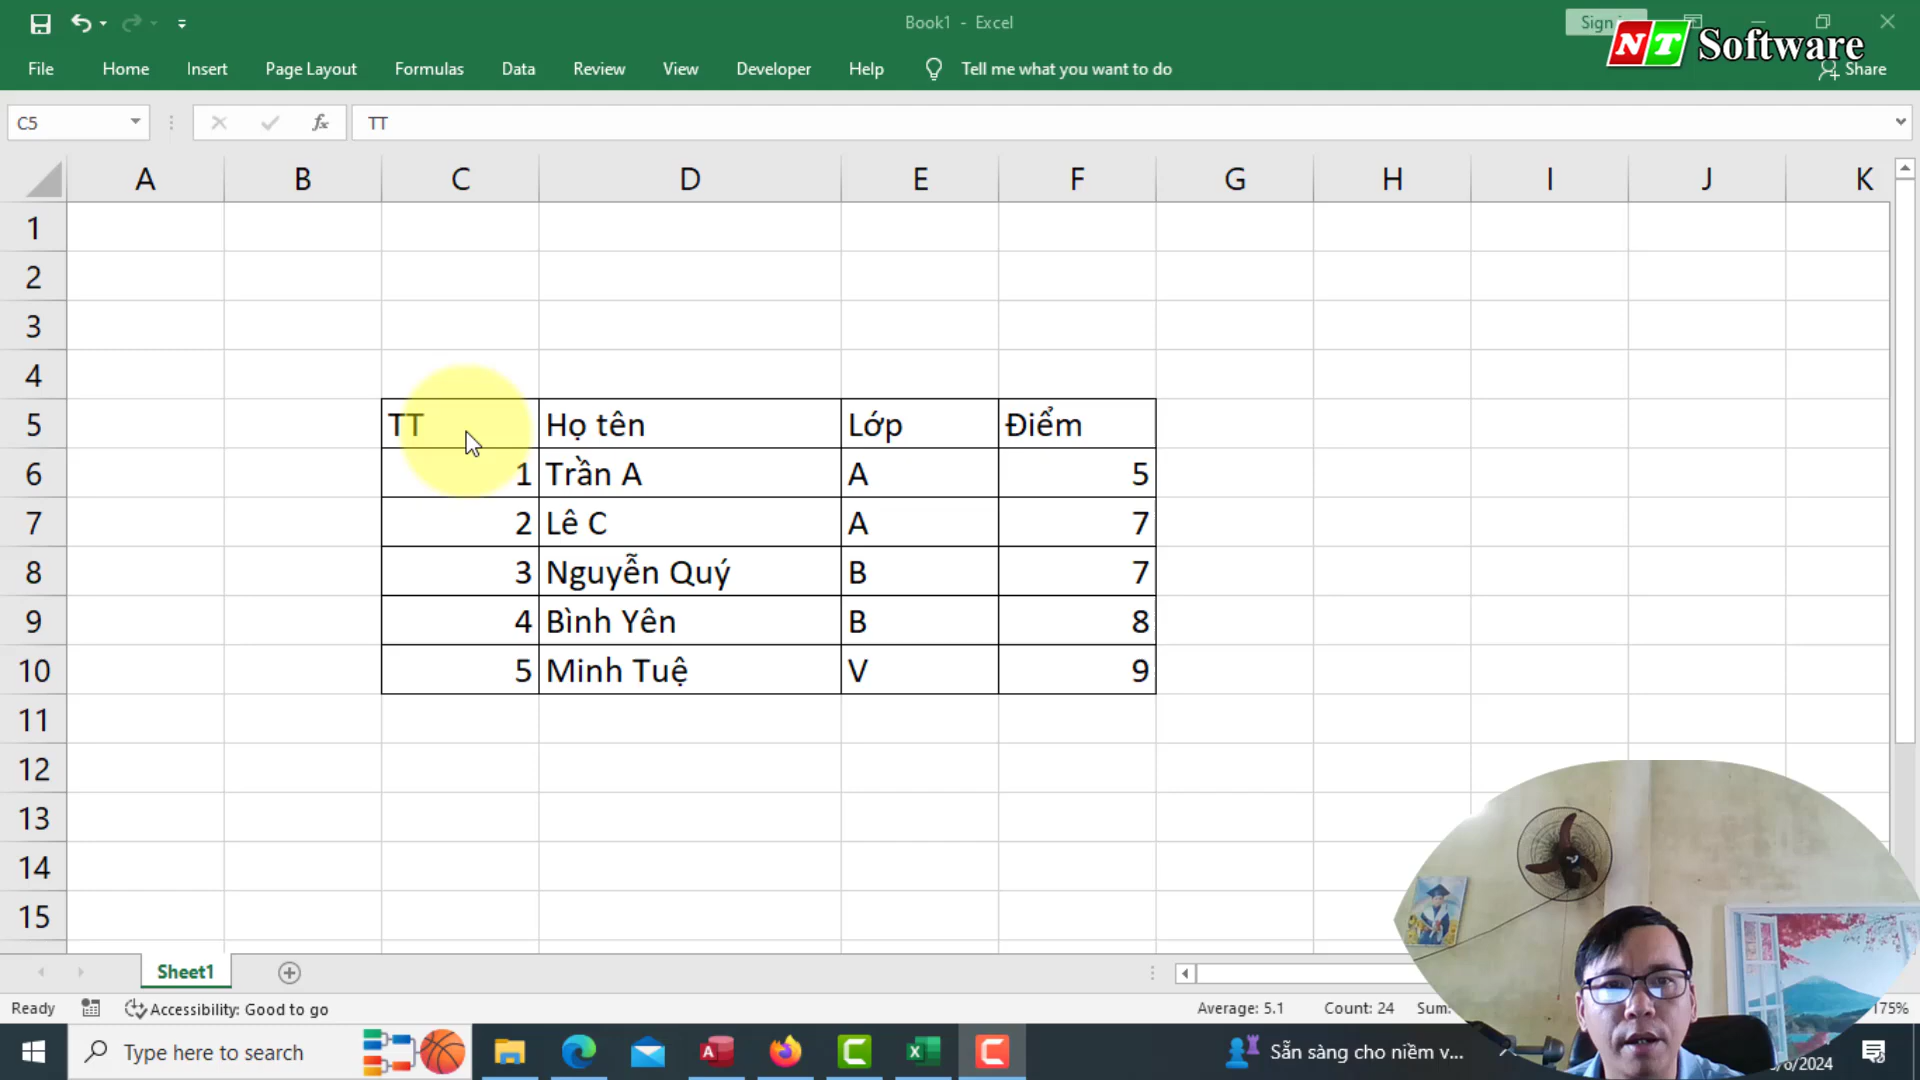 Book1 - Excel
Sign
NT Software
File Home Insert Page Layout Formulas Data Review View Developer Help Tell me what you want to do Share
C5 fx TT
A B C D E F G H I J K
1
2
3
4
5 TT Họ tên Lớp Điểm
6 1 Trần A A 5
7 2 Lê C A 7
8 3 Nguyễn Quý B 7
9 4 Bình Yên B 8
10 5 Minh Tuệ V 9
11
12
13
14
15
Sheet1
Ready Accessibility: Good to go Average: 5.1 Count: 24 Sum: 175%
Type here to search Sẵn sàng cho niềm v... /6/2024